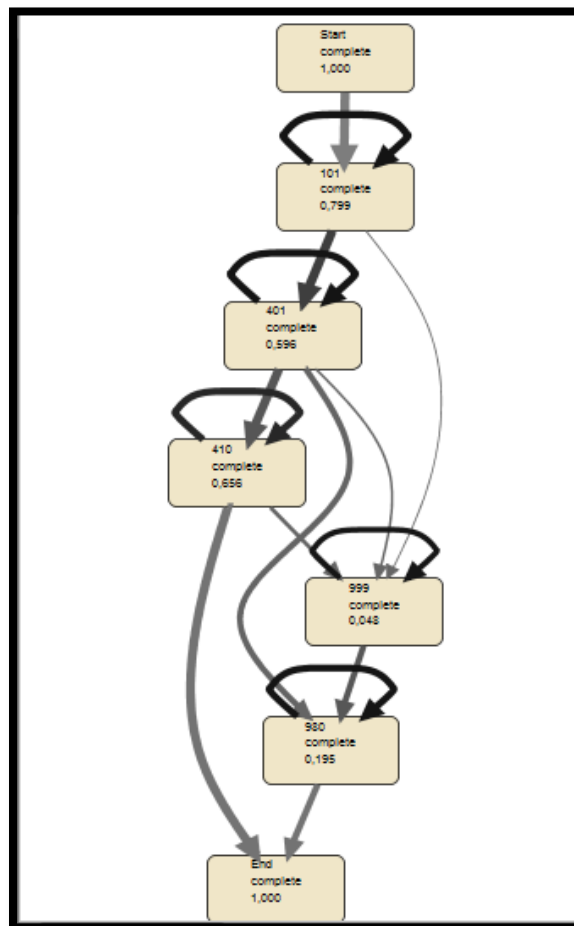 Start
complete
1,000
101
complete
0,799
401
complete
0,596
410
complete
0,656
999
complete
0,048
980
complete
0,195
End
complete
1,000